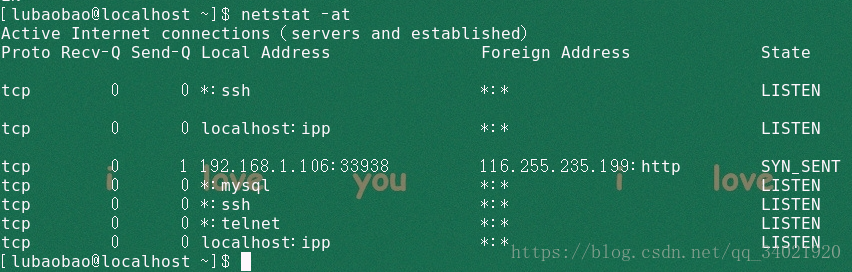 [lubaobao@localhost ~]$ netstat -at
Active Internet connections (servers and established)
Proto Recv-Q Send-Q Local Address Foreign Address State
tcp 0 0 *:ssh *:* LISTEN
tcp 0 0 localhost:ipp *:* LISTEN
tcp 0 1 192.168.1.106:33938 116.255.235.199:http SYN_SENT
i love you i love
tcp 0 0 *:mysql *:* LISTEN
tcp 0 0 *:ssh *:* LISTEN
tcp 0 0 *:telnet *:* LISTEN
tcp 0 0 localhost:ipp *:* LISTEN
[lubaobao@localhost ~]$
https://blog.csdn.net/qq_34021920